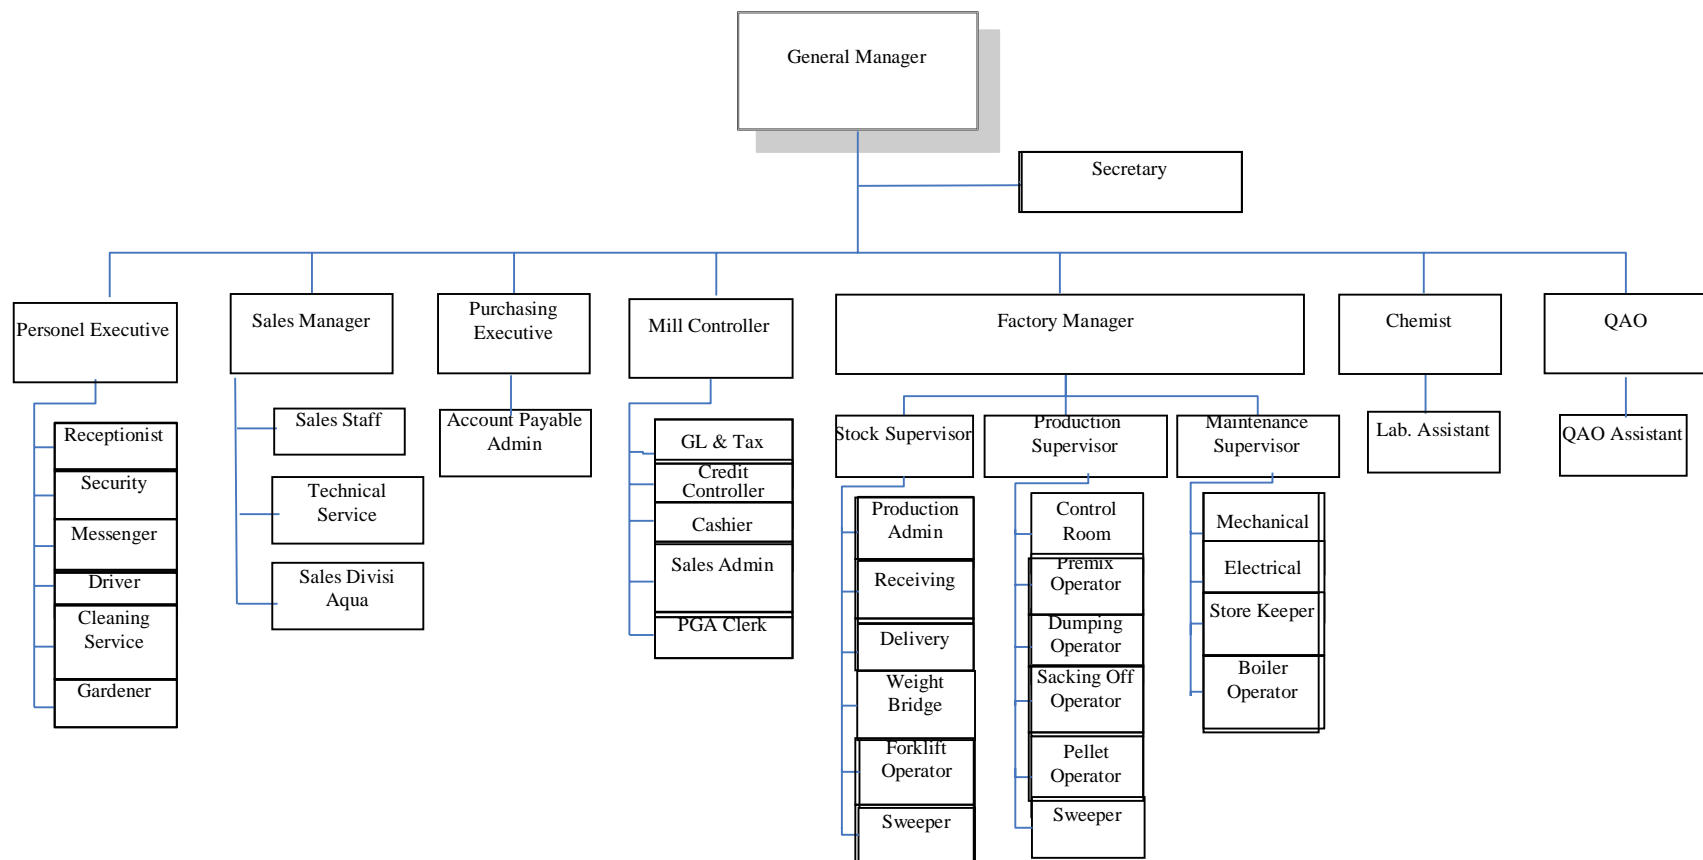 General Manager
Secretary
Personel Executive
Sales Manager
Purchasing
Executive
Mill Controller
Factory Manager
Chemist
QAO
Receptionist
Security
Messenger
Driver
Cleaning
Service
Gardener
Sales Staff
Technical
Service
Sales Divisi
Aqua
Account Payable
Admin
GL & Tax
Credit
Controller
Cashier
Sales Admin
PGA Clerk
Stock Supervisor
Production
Supervisor
Maintenance
Supervisor
Lab. Assistant
QAO Assistant
Production
Admin
Receiving
Delivery
Weight
Bridge
Forklift
Operator
Sweeper
Control
Room
Premix
Operator
Dumping
Operator
Sacking Off
Operator
Pellet
Operator
Sweeper
Mechanical
Electrical
Store Keeper
Boiler
Operator